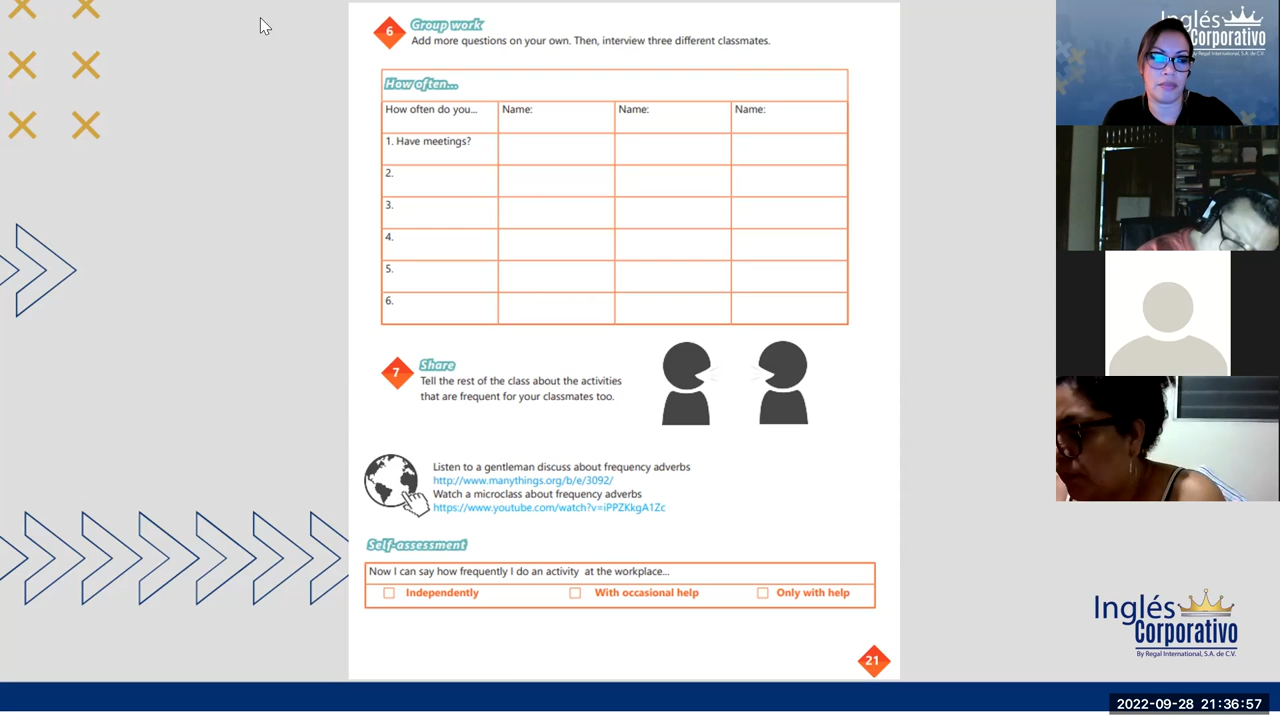 6
Group work
Add more questions on your own. Then, interview three different classmates.
How often...
How often do you... Name: Name: Name:
1. Have meetings?
2.
3.
4.
5.
6.
7
Share
Tell the rest of the class about the activities
that are frequent for your classmates too.
Listen to a gentleman discuss about frequency adverbs
http://www.manythings.org/b/e/3092/
Watch a microclass about frequency adverbs
https://www.youtube.com/watch?v=iPPZKkgA1Zc
Self-assessment
Now I can say how frequently I do an activity at the workplace...
Independently With occasional help Only with help
21
Inglés
Corporativo
By Regal International, S.A. de C.V.
Inglés
Corporativo
By Regal International, S.A. de C.V.
2022-09-28 21:36:57